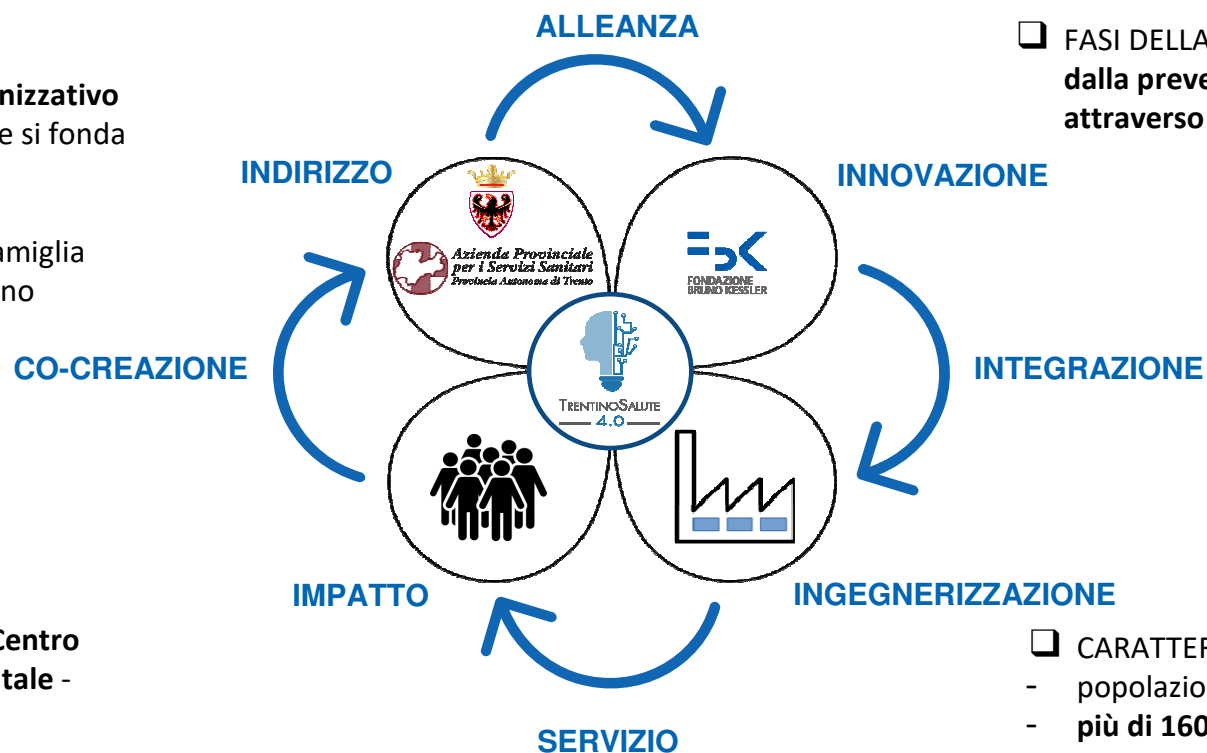 ALLEANZA
nizzativo
e si fonda
amiglia
no
FASI DELLA
dalla preve
attraverso
INDIRIZZO
INNOVAZIONE
Azienda Provinciale
per i Servizi Sanitari
Provincia Autonoma di Trento
FBK
FONDAZIONE
BRUNO KESSLER
CO-CREAZIONE
INTEGRAZIONE
TRENTINOSALUTE
4.0
IMPATTO
INGEGNERIZZAZIONE
Centro
tale -
CARATTER
- popolazio
- più di 160
SERVIZIO